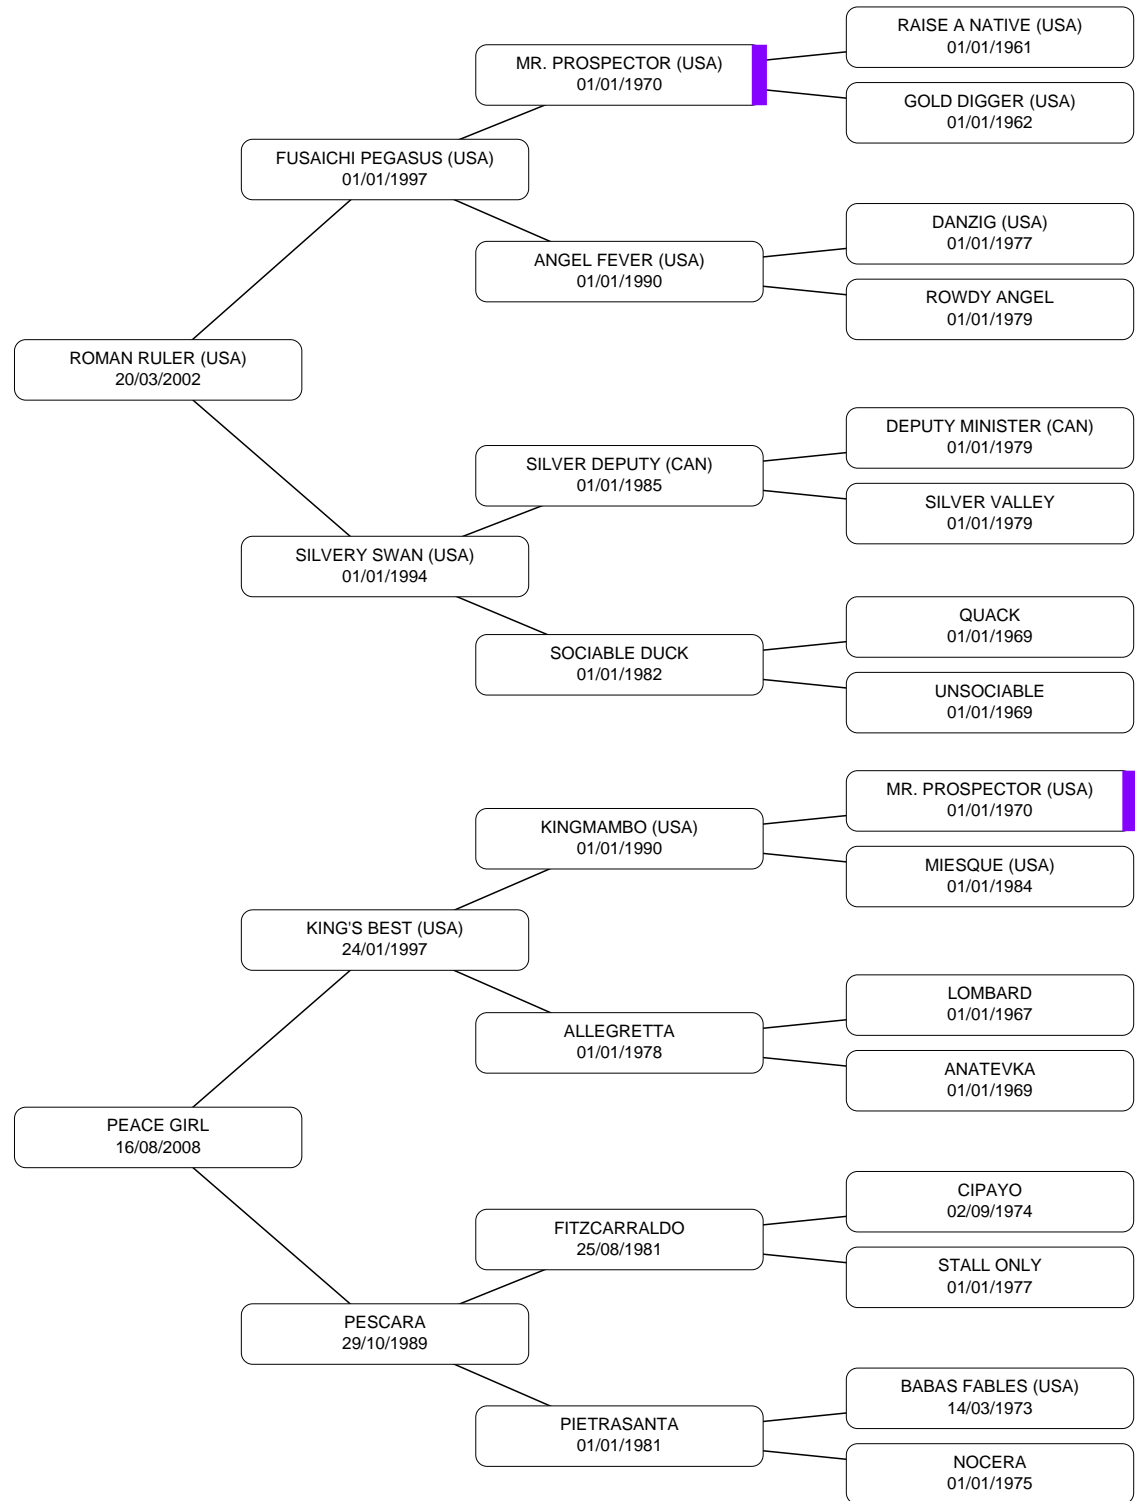 RAISE A NATIVE (USA)
01/01/1961
MR. PROSPECTOR (USA)
01/01/1970
GOLD DIGGER (USA)
01/01/1962
FUSAICHI PEGASUS (USA)
01/01/1997
DANZIG (USA)
01/01/1977
ANGEL FEVER (USA)
01/01/1990
ROWDY ANGEL
01/01/1979
ROMAN RULER (USA)
20/03/2002
DEPUTY MINISTER (CAN)
01/01/1979
SILVER DEPUTY (CAN)
01/01/1985
SILVER VALLEY
01/01/1979
SILVERY SWAN (USA)
01/01/1994
QUACK
01/01/1969
SOCIABLE DUCK
01/01/1982
UNSOCIABLE
01/01/1969
MR. PROSPECTOR (USA)
01/01/1970
KINGMAMBO (USA)
01/01/1990
MIESQUE (USA)
01/01/1984
KING'S BEST (USA)
24/01/1997
LOMBARD
01/01/1967
ALLEGRETTA
01/01/1978
ANATEVKA
01/01/1969
PEACE GIRL
16/08/2008
CIPAYO
02/09/1974
FITZCARRALDO
25/08/1981
STALL ONLY
01/01/1977
PESCARA
29/10/1989
BABAS FABLES (USA)
14/03/1973
PIETRASANTA
01/01/1981
NOCERA
01/01/1975